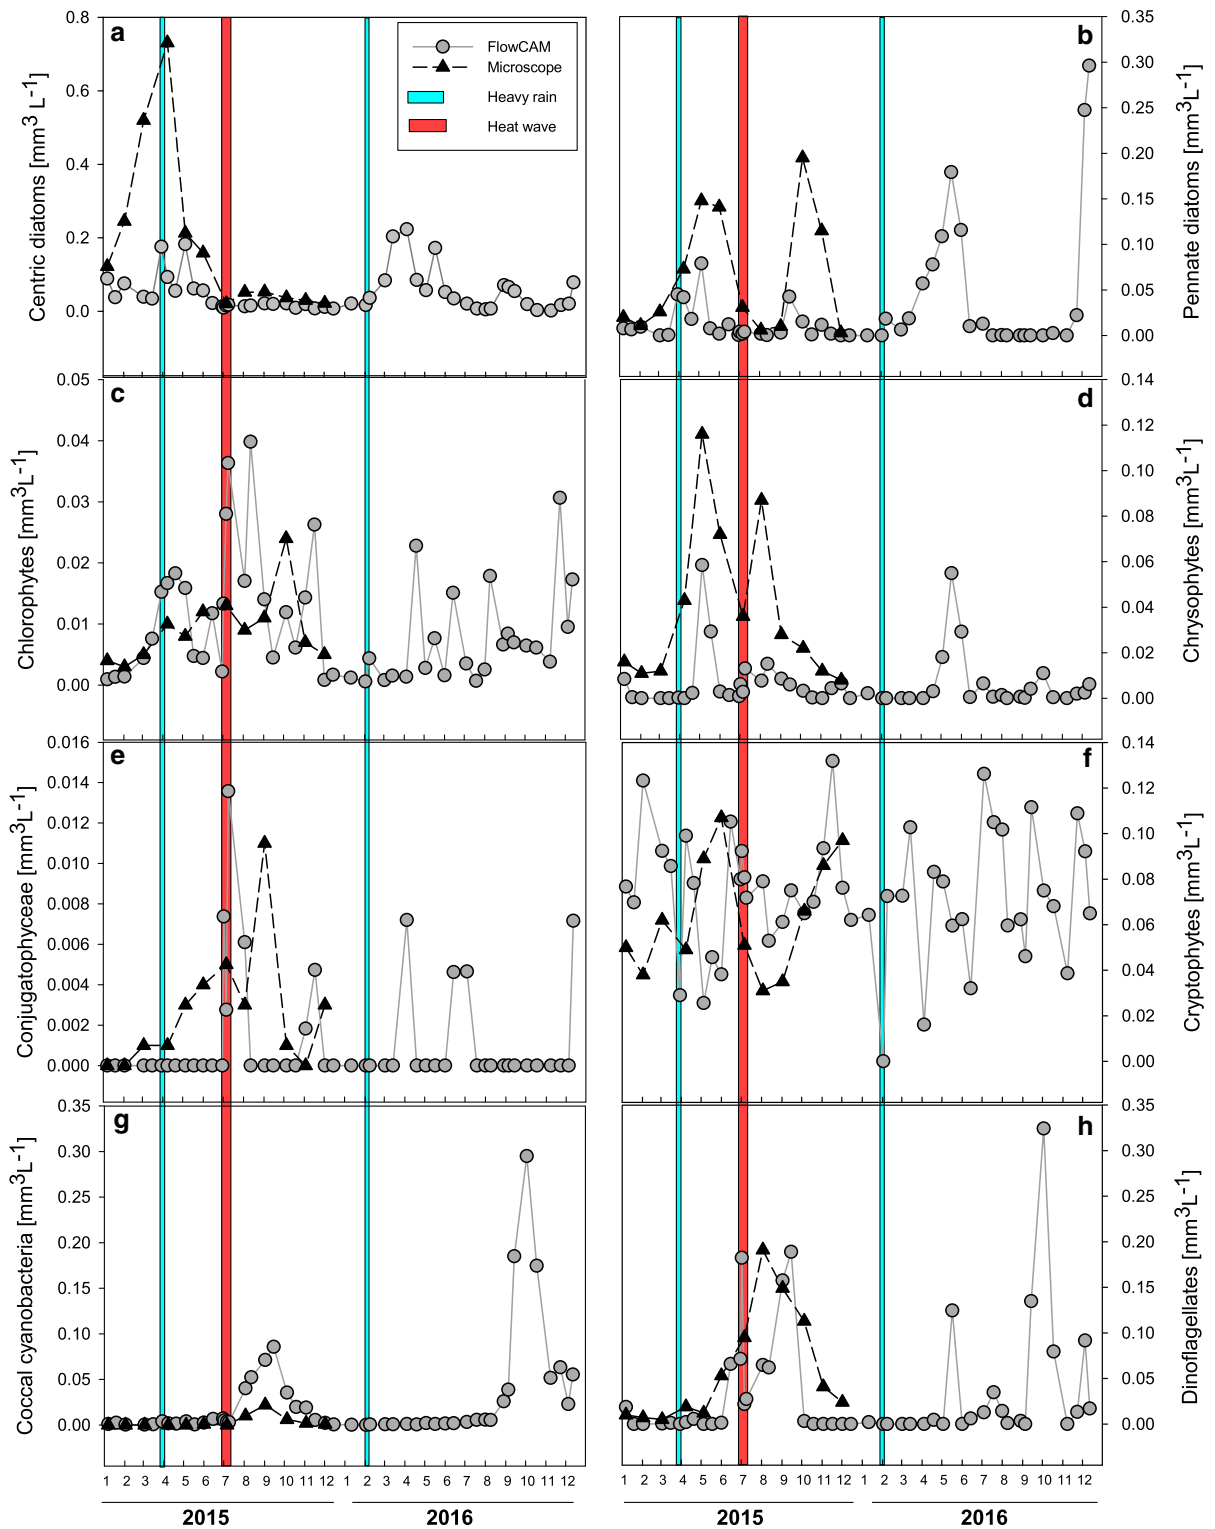 a
FlowCAM
Microscope
Heavy rain
Heat wave
Centric diatoms [mm3 L-1]
0.8
0.6
0.4
0.2
0.0
b
Pennate diatoms [mm3L-1]
0.35
0.30
0.25
0.20
0.15
0.10
0.05
0.00
c
Chlorophytes [mm3L-1]
0.05
0.04
0.03
0.02
0.01
0.00
d
Chrysophytes [mm3L-1]
0.14
0.12
0.10
0.08
0.06
0.04
0.02
0.00
e
Conjugatophyceae [mm3L-1]
0.016
0.014
0.012
0.010
0.008
0.006
0.004
0.002
0.000
f
Cryptophytes [mm3L-1]
0.14
0.12
0.10
0.08
0.06
0.04
0.02
0.00
g
Coccal cyanobacteria [mm3L-1]
0.35
0.30
0.25
0.20
0.15
0.10
0.05
0.00
h
Dinoflagellates [mm3L-1]
0.35
0.30
0.25
0.20
0.15
0.10
0.05
0.00
1 2 3 4 5 6 7 8 9 10 11 12 1 2 3 4 5 6 7 8 9 10 11 12
2015 2016
1 2 3 4 5 6 7 8 9 10 11 12 1 2 3 4 5 6 7 8 9 10 11 12
2015 2016